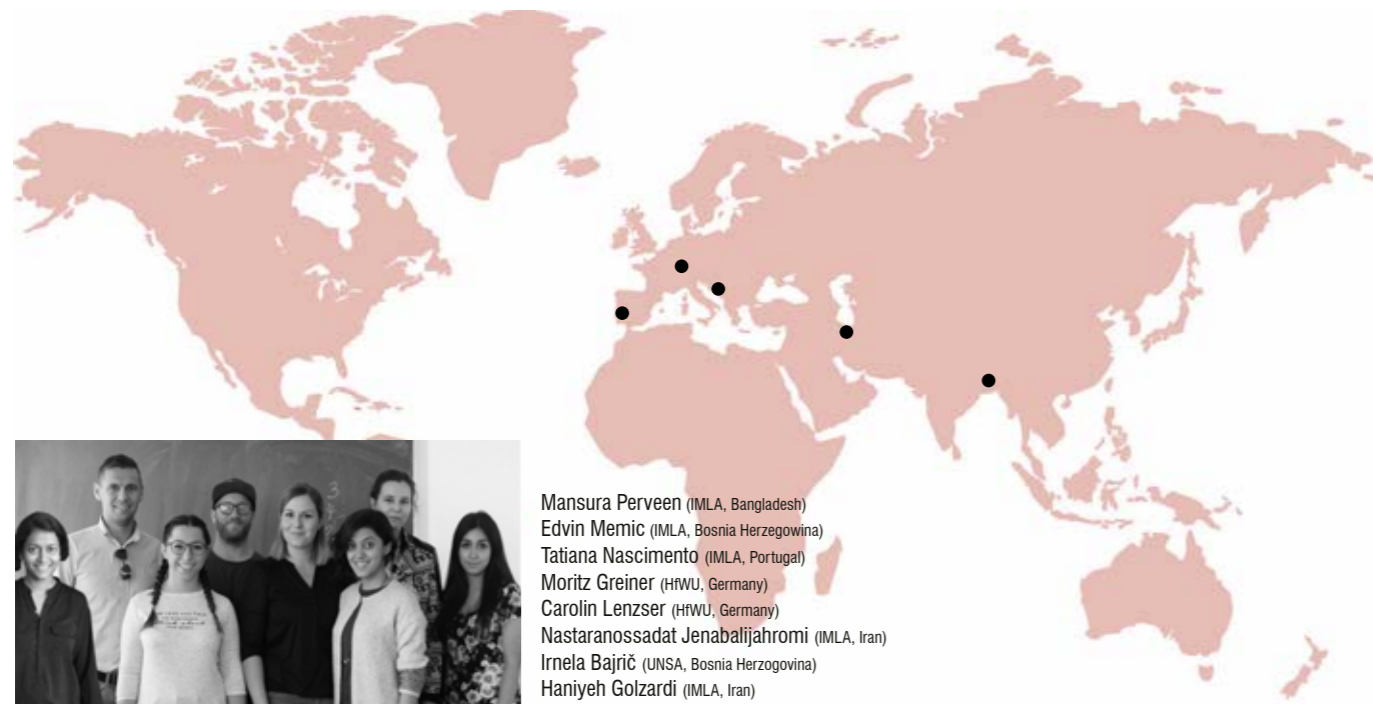 Mansura Perveen (IMLA, Bangladesh)
Edvin Memic (IMLA, Bosnia Herzegowina)
Tatiana Nascimento (IMLA, Portugal)
Moritz Greiner (HfWU, Germany)
Carolin Lenzser (HfWU, Germany)
Nastaranossadat Jenabalijahromi (IMLA, Iran)
Irnela Bajrič (UNSA, Bosnia Herzogovina)
Haniyeh Golzardi (IMLA, Iran)